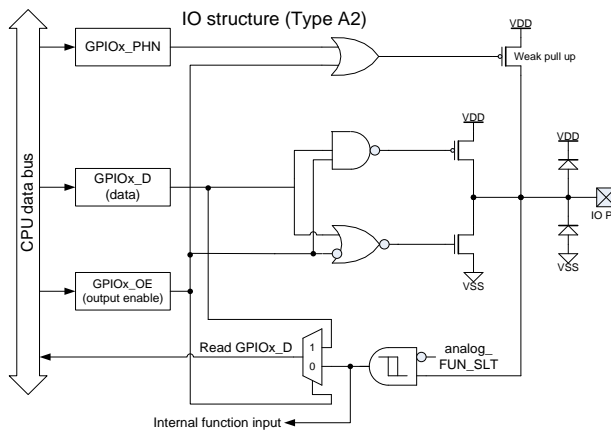 IO structure (Type A2)
GPIOx_PHN
VDD
Weak pull up
CPU data bus
VDD
VDD
GPIOx_D
(data)
IO P
VSS
VSS
GPIOx_OE
(output enable)
Read GPIOx_D
1
0
analog_
FUN_SLT
Internal function input